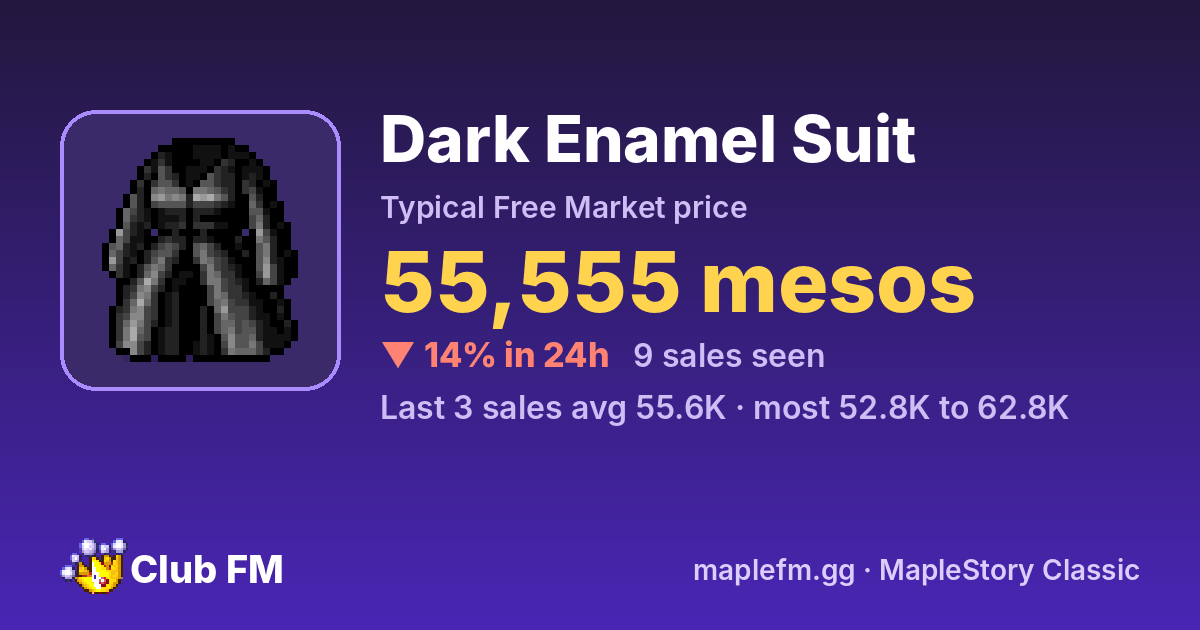 Dark Enamel Suit
Typical Free Market price
55,555 mesos
▼ 14% in 24h 9 sales seen
Last 3 sales avg 55.6K · most 52.8K to 62.8K
Club FM
maplefm.gg · MapleStory Classic